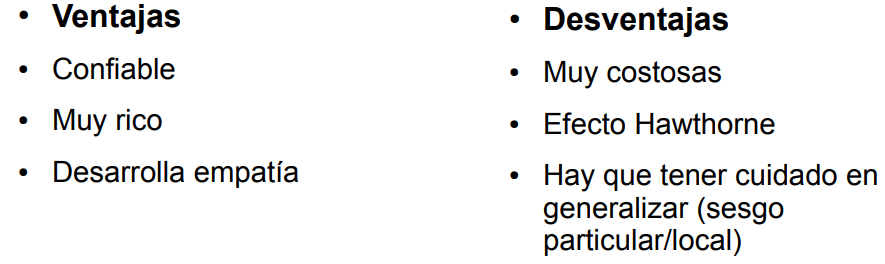 • Ventajas
• Confiable
• Muy rico
• Desarrolla empatía
• Desventajas
• Muy costosas
• Efecto Hawthorne
• Hay que tener cuidado en
generalizar (sesgo
particular/local)